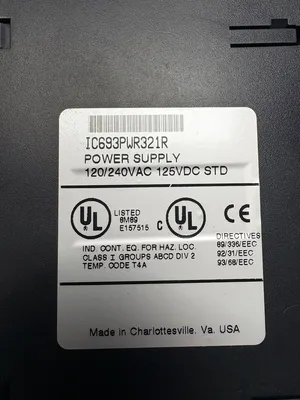 IC693PWR321R
POWER SUPPLY
120/240VAC 125VDC STD
UL LISTED
8M89
E157515
C UL
CE
IND. CONT. EQ. FOR HAZ. LOC.
CLASS I GROUPS ABCD DIV 2
TEMP. CODE T4A
DIRECTIVES
89/336/EEC
92/31/EEC
93/68/EEC
Made in Charlottesville. Va. USA